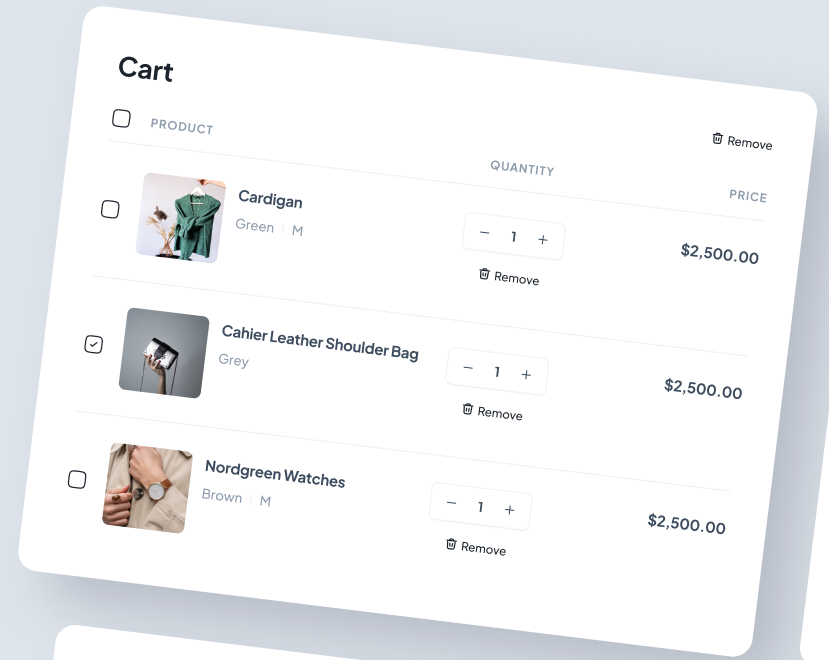 Cart
Remove
PRODUCT
QUANTITY
PRICE
Cardigan
Green | M
1
$2,500.00
Remove
Cahier Leather Shoulder Bag
Grey
1
$2,500.00
Remove
Nordgreen Watches
Brown | M
1
$2,500.00
Remove